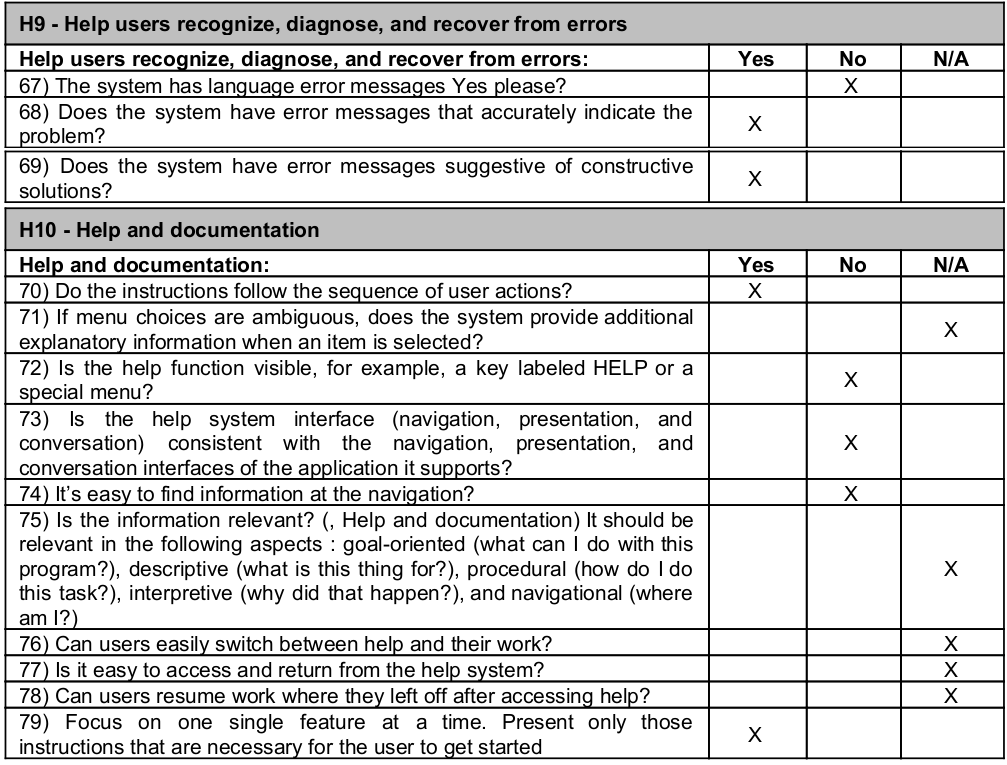 H9 - Help users recognize, diagnose, and recover from errors
Help users recognize, diagnose, and recover from errors: Yes No N/A
67) The system has language error messages Yes please? X
68) Does the system have error messages that accurately indicate the
problem? X
69) Does the system have error messages suggestive of constructive
solutions? X
H10 - Help and documentation
Help and documentation: Yes No N/A
70) Do the instructions follow the sequence of user actions? X
71) If menu choices are ambiguous, does the system provide additional
explanatory information when an item is selected? X
72) Is the help function visible, for example, a key labeled HELP or a
special menu? X
73) Is the help system interface (navigation, presentation, and
conversation) consistent with the navigation, presentation, and X
conversation interfaces of the application it supports?
74) It's easy to find information at the navigation? X
75) Is the information relevant? (, Help and documentation) It should be
relevant in the following aspects : goal-oriented (what can I do with this
program?), descriptive (what is this thing for?), procedural (how do I do X
this task?), interpretive (why did that happen?), and navigational (where
am I?)
76) Can users easily switch between help and their work? X
77) Is it easy to access and return from the help system? X
78) Can users resume work where they left off after accessing help? X
79) Focus on one single feature at a time. Present only those
instructions that are necessary for the user to get started X